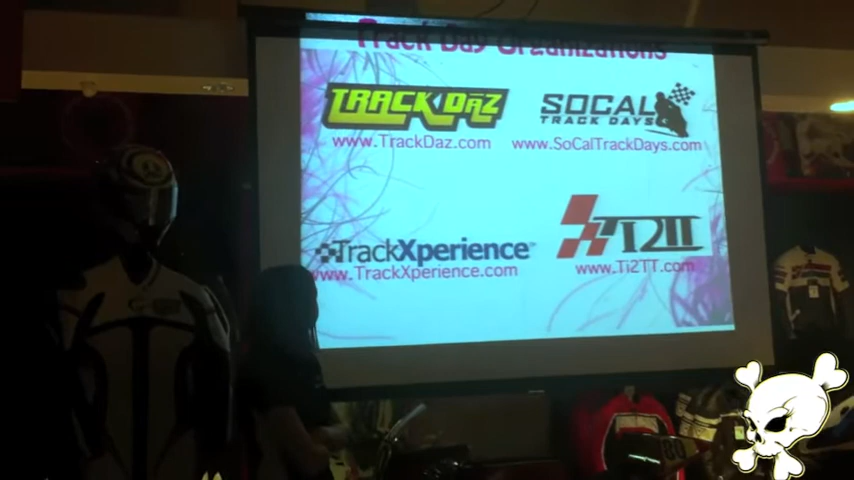 Track Day Organizations
TRACKDAZ
www.TrackDaz.com
SOCAL
TRACK DAYS
www.SoCalTrackDays.com
TrackXperience
www.TrackXperience.com
Ti2TT
www.Ti2TT.com